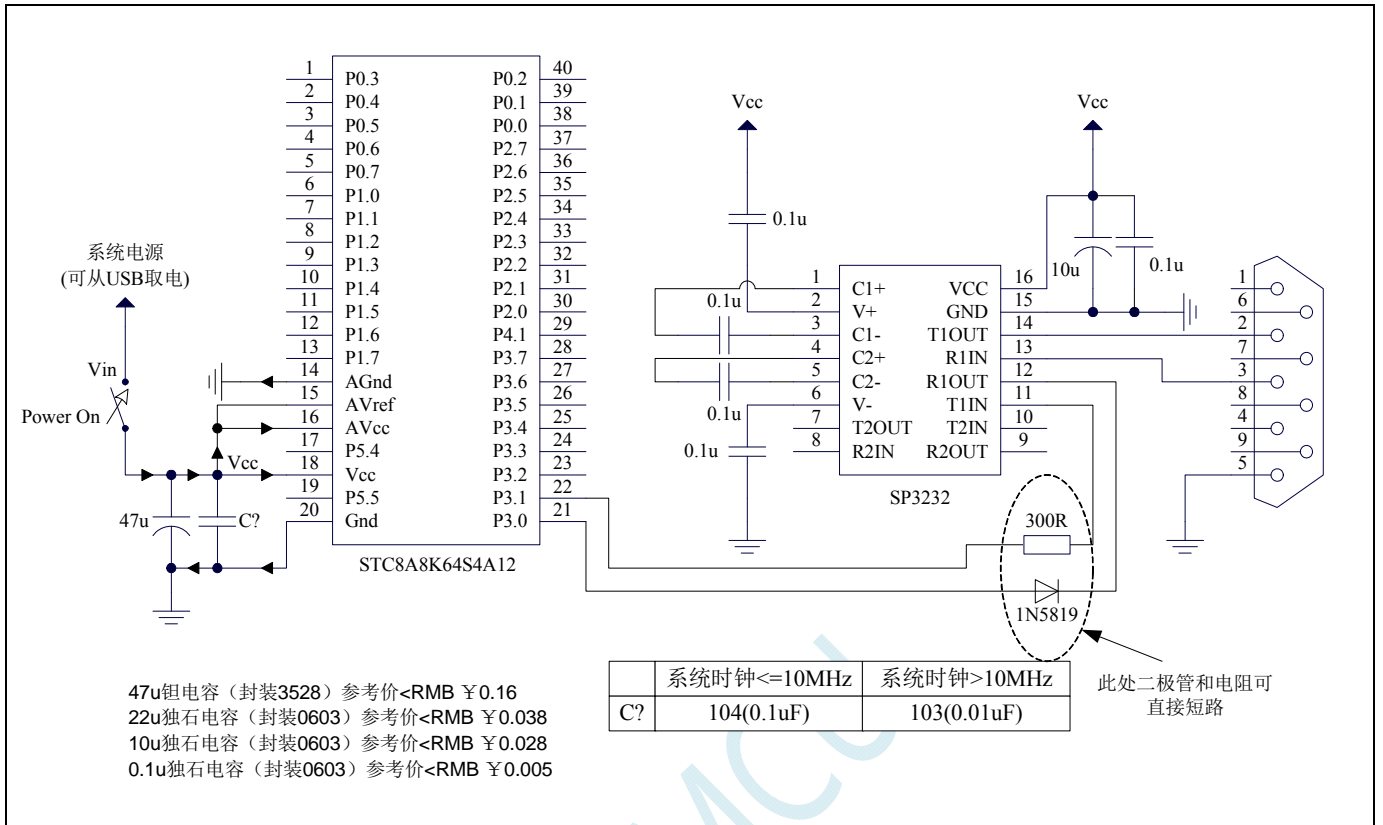 1 P0.3 P0.2 40
2 P0.4 P0.1 39
3 P0.5 P0.0 38
4 P0.6 P2.7 37
5 P0.7 P2.6 36
6 P1.0 P2.5 35
7 P1.1 P2.4 34
8 P1.2 P2.3 33
9 P1.3 P2.2 32
10 P1.4 P2.1 31
11 P1.5 P2.0 30
12 P1.6 P4.1 29
13 P1.7 P3.7 28
14 AGnd P3.6 27
15 AVref P3.5 26
16 AVcc P3.4 25
17 P5.4 P3.3 24
18 Vcc P3.2 23
19 P5.5 P3.1 22
20 Gnd P3.0 21
STC8A8K64S4A12
系统电源
(可从USB取电)
Vin
Power On
Vcc
47u
C?
Vcc
0.1u
0.1u
0.1u
0.1u
1 C1+ VCC 16
2 V+ GND 15
3 C1- T1OUT 14
4 C2+ R1IN 13
5 C2- R1OUT 12
6 V- T1IN 11
7 T2OUT T2IN 10
8 R2IN R2OUT 9
SP3232
Vcc
10u
0.1u
1
6
2
7
3
8
4
9
5
300R
1N5819
此处二极管和电阻可
直接短路
系统时钟<=10MHz 系统时钟>10MHz
C? 104(0.1uF) 103(0.01uF)
47u钽电容（封装3528）参考价<RMB ￥0.16
22u独石电容（封装0603）参考价<RMB ￥0.038
10u独石电容（封装0603）参考价<RMB ￥0.028
0.1u独石电容（封装0603）参考价<RMB ￥0.005
MCU